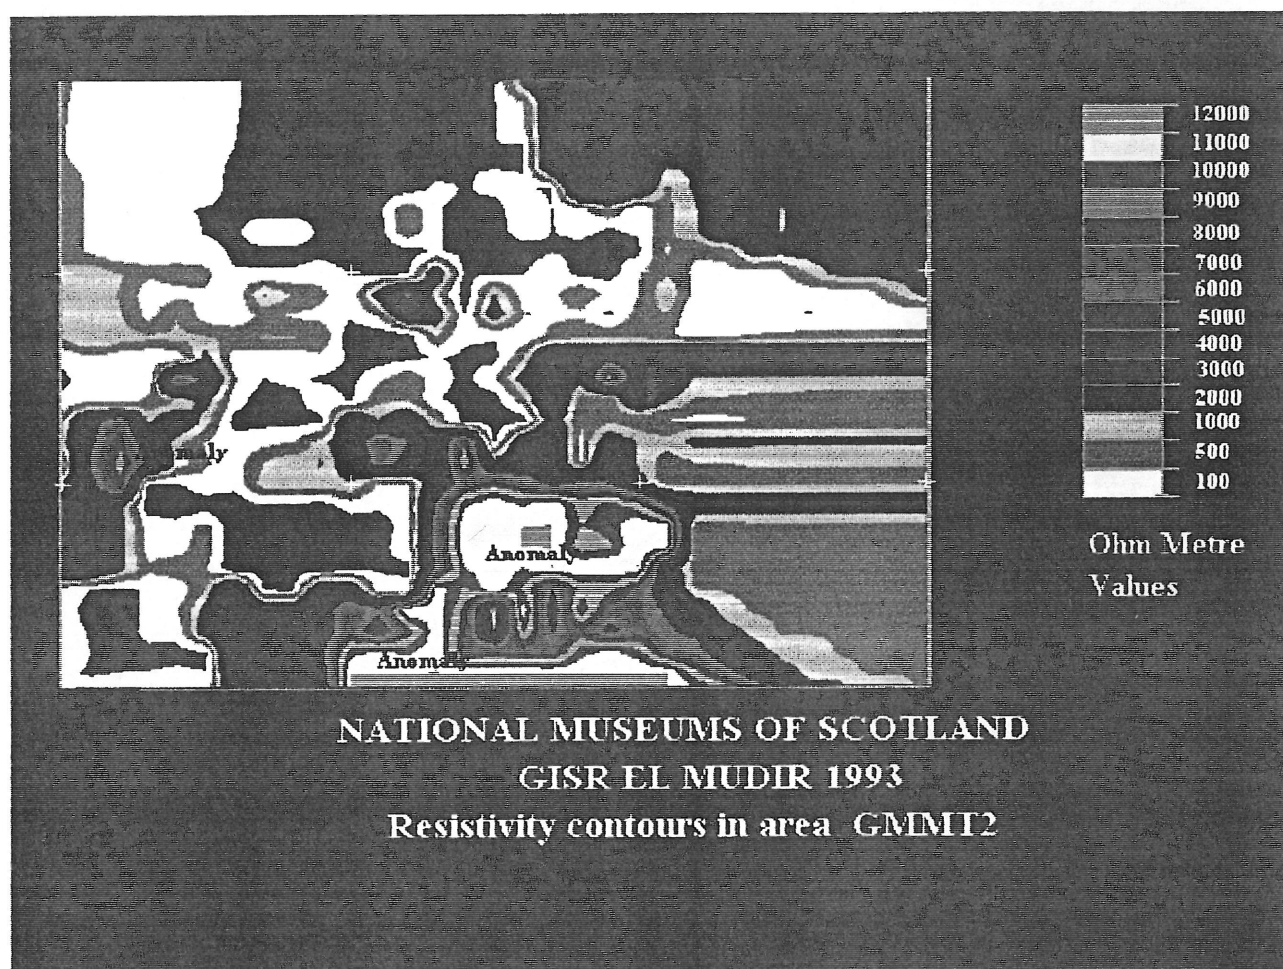 12000
11000
10000
9000
8000
7000
6000
5000
4000
3000
2000
1000
500
100
Ohm Metre
Values
Anomaly
Anomaly
Anomaly
NATIONAL MUSEUMS OF SCOTLAND
GISR EL MUDIR 1993
Resistivity contours in area GMMT2